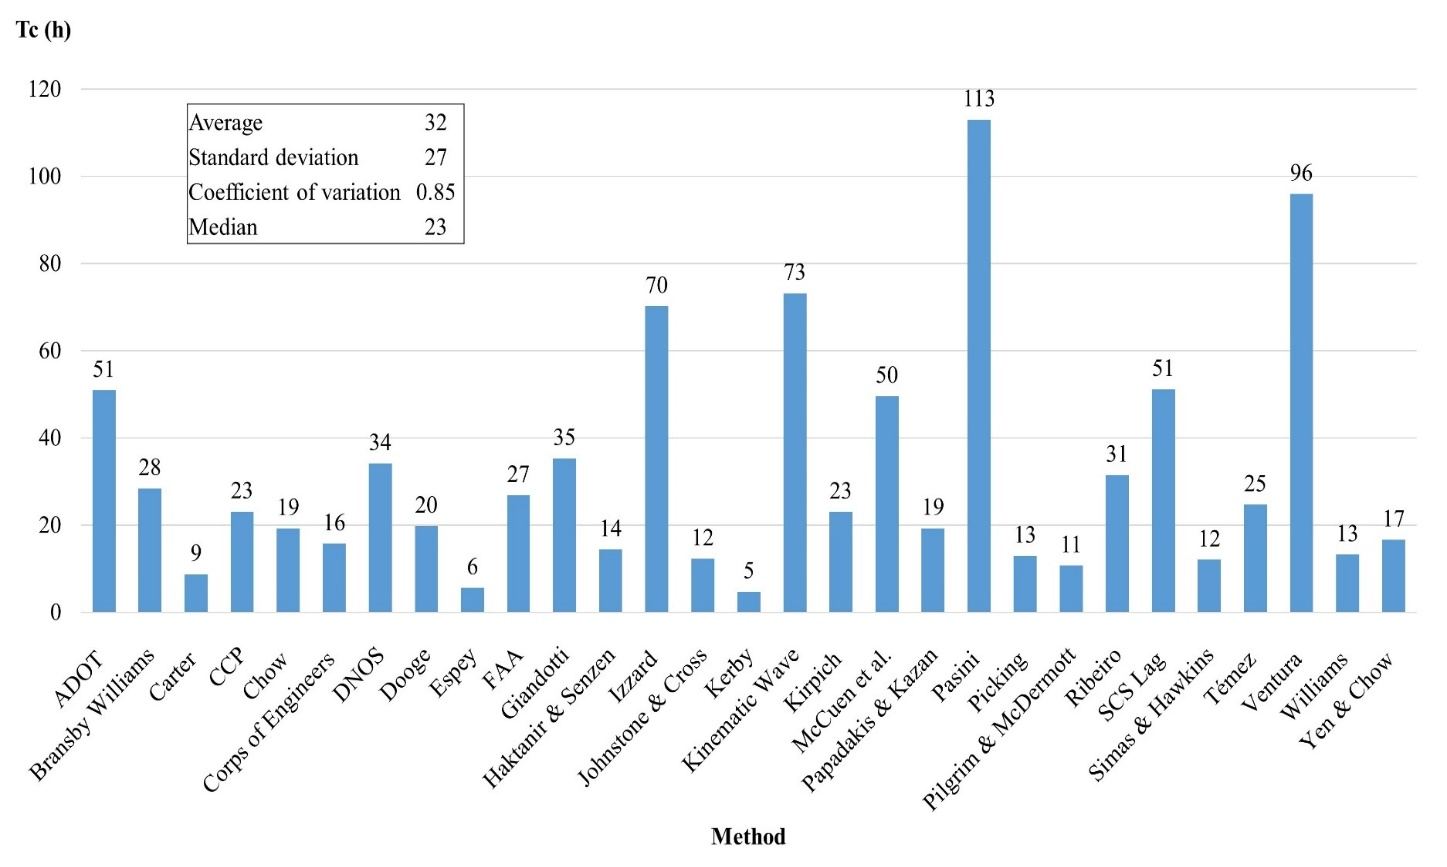 Tc (h)
120
100
80
60
40
20
0
Average 32
Standard deviation 27
Coefficient of variation 0.85
Median 23
51
28
9
23
19
16
34
20
6
27
35
14
70
12
5
73
23
50
19
113
13
11
31
51
12
25
96
13
17
ADOT
Bransby Williams
Carter
CCP
Chow
Corps of Engineers
DNOS
Dooge
Espey
FAA
Giandotti
Haktanir & Senzen
Izzard
Johnstone & Cross
Kerby
Kinematic Wave
Kirpich
McCuen et al.
Papadakis & Kazan
Pasini
Picking
Pilgrim & McDermott
Ribeiro
SCS Lag
Simas & Hawkins
Témez
Ventura
Williams
Yen & Chow
Method